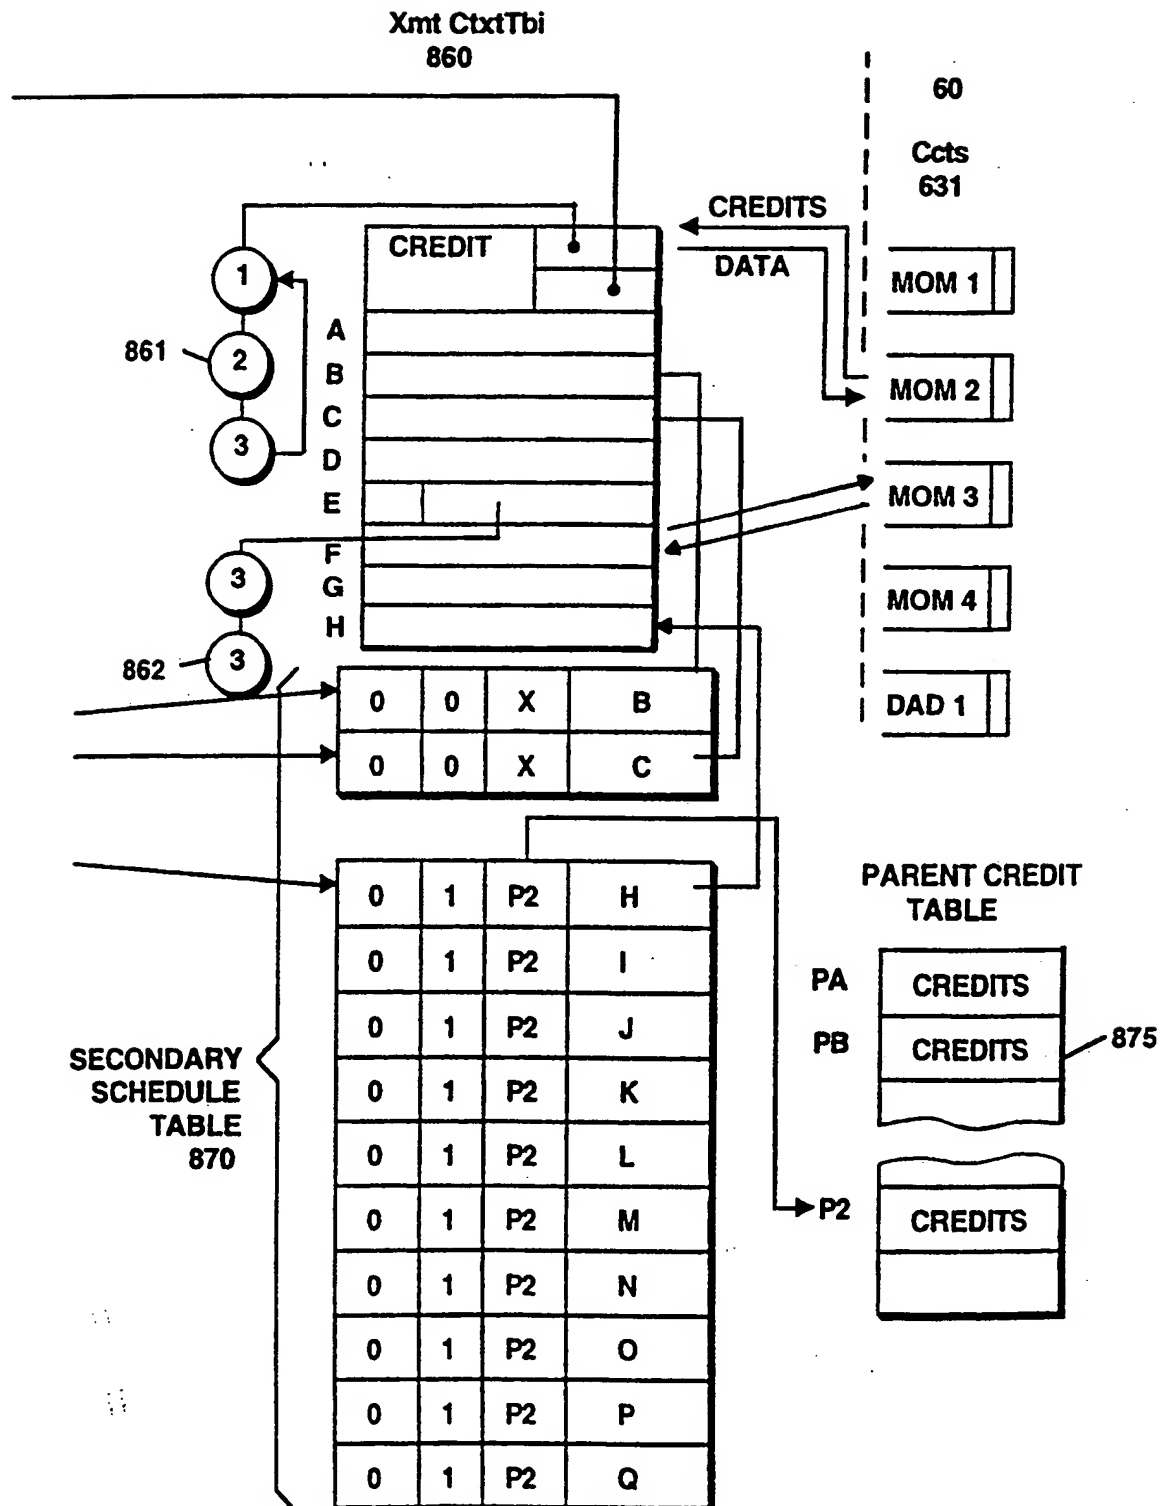 Xmt CtxtTbi
860
60
Ccts
631
CREDITS
DATA
CREDIT
1
2
3
861
A
B
C
D
E
F
G
H
3
3
862
MOM 1
MOM 2
MOM 3
MOM 4
DAD 1
0 0 X B
0 0 X C
0 1 P2 H
0 1 P2 I
0 1 P2 J
0 1 P2 K
0 1 P2 L
0 1 P2 M
0 1 P2 N
0 1 P2 O
0 1 P2 P
0 1 P2 Q
SECONDARY
SCHEDULE
TABLE
870
PARENT CREDIT
TABLE
PA CREDITS
PB CREDITS
875
P2 CREDITS